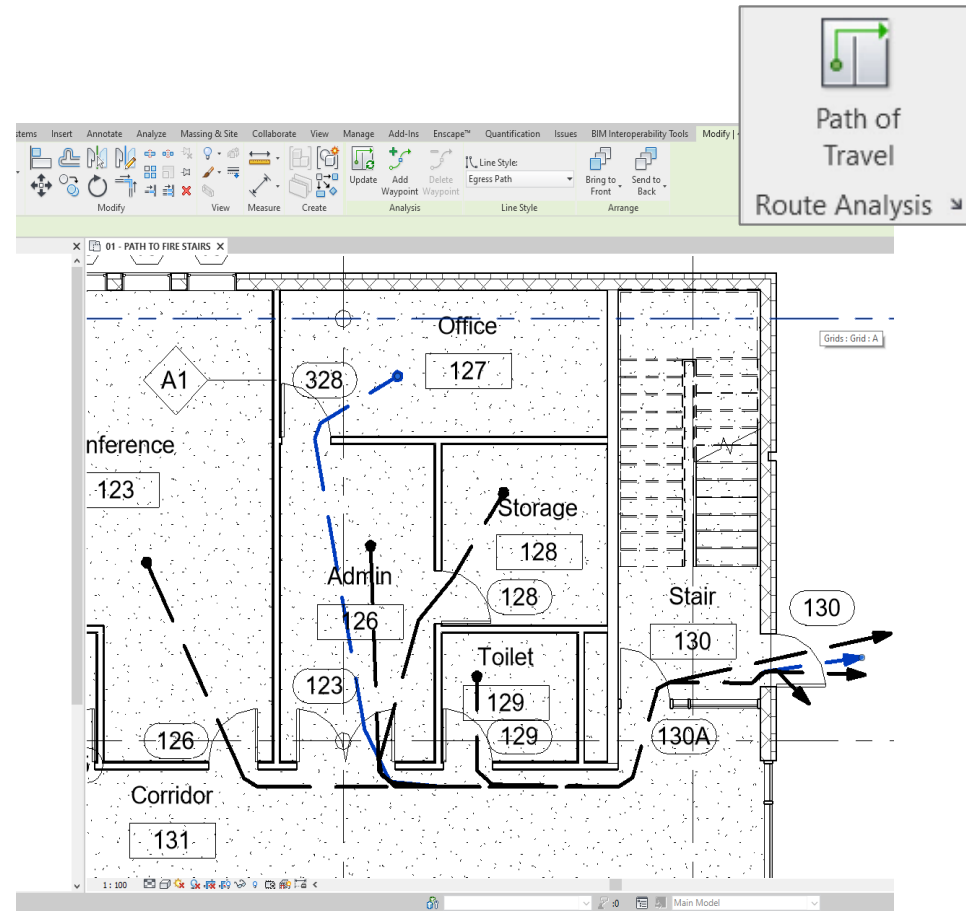 Path of
Travel
Route Analysis
stems Insert Annotate Analyze Massing & Site Collaborate View Manage Add-Ins Enscape™ Quantification Issues BIM Interoperability Tools Modify |
Line Style:
Update Add Waypoint Delete Waypoint Egress Path Bring to Front Send to Back
Modify View Measure Create Analysis Line Style Arrange
01 - PATH TO FIRE STAIRS
Office
Grids : Grid : A
A1 328 127
nference
123
Storage
128
Admin
126
128
Stair
130
130
Toilet
123
129
126
129
130A
Corridor
131
1 : 100
:0 Main Model